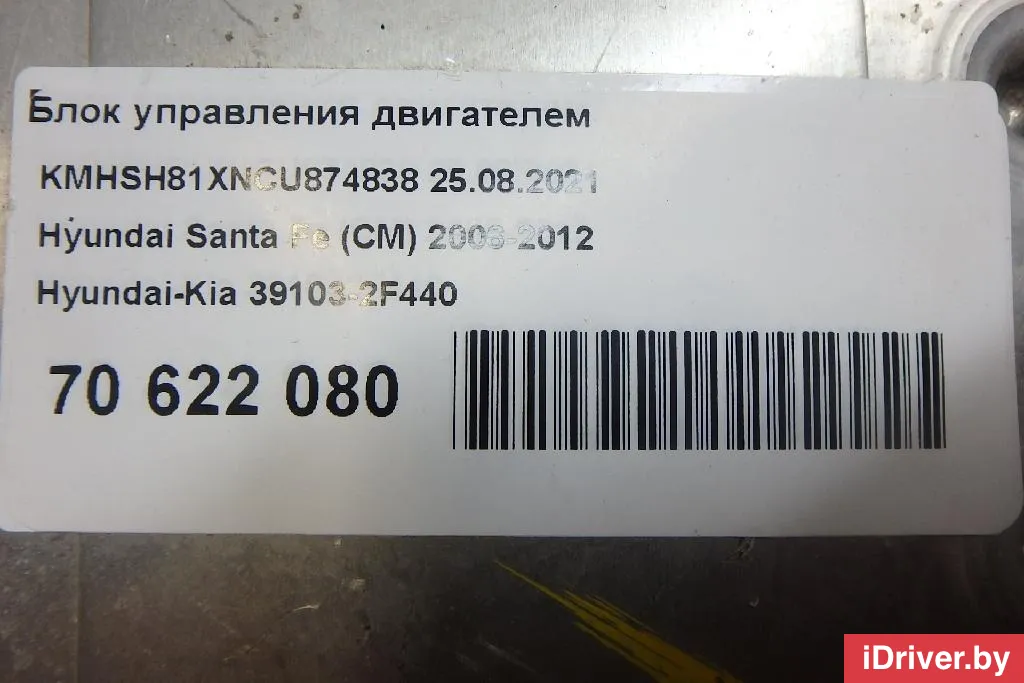 Блок управления двигателем
KMHSH81XNCU874838 25.08.2021
Hyundai Santa Fe (CM) 2006-2012
Hyundai-Kia 39103-2F440
70 622 080
iDriver.by